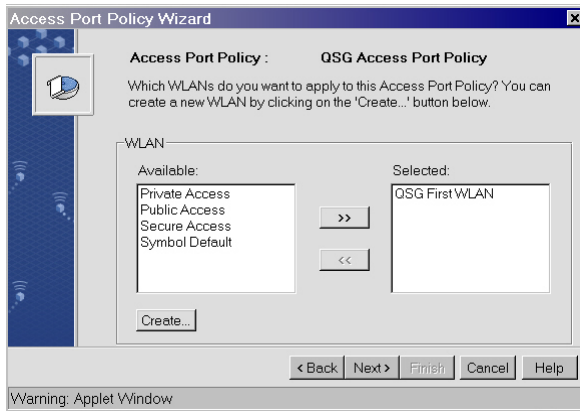 Access Port Policy Wizard
Access Port Policy :    QSG Access Port Policy
Which WLANs do you want to apply to this Access Port Policy? You can
create a new WLAN by clicking on the 'Create...' button below.
WLAN
Available:
Private Access
Public Access
Secure Access
Symbol Default
>>
<<
Selected:
QSG First WLAN
Create...
<Back  Next>  Finish  Cancel  Help
Warning: Applet Window